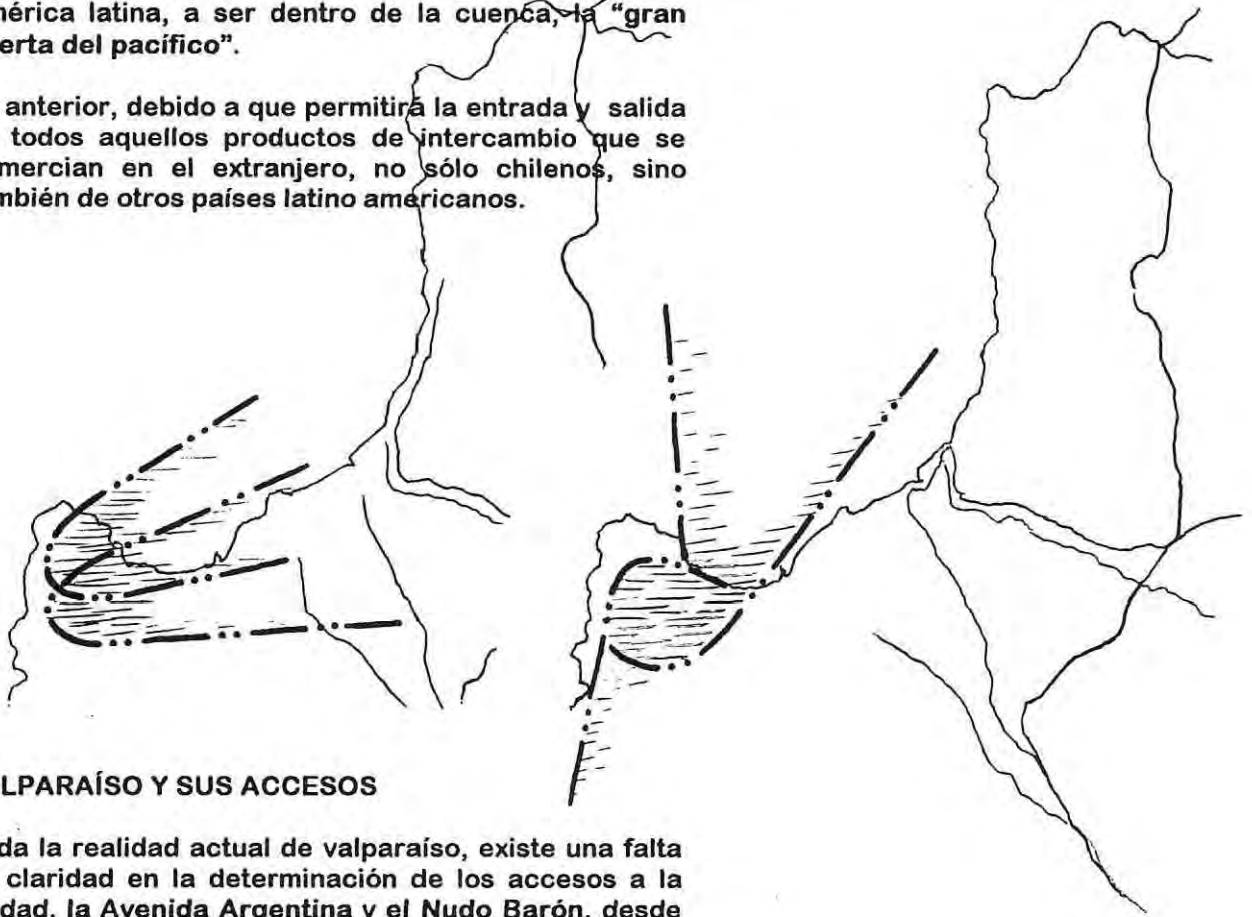 mérica latina, a ser dentro de la cuenca, la “gran
erta del pacífico”.
anterior, debido a que permitirá la entrada y salida
todos aquellos productos de intercambio que se
mercian en el extranjero, no sólo chilenos, sino
mbién de otros países latino americanos.
LPARAÍSO Y SUS ACCESOS
da la realidad actual de valparaíso, existe una falta
claridad en la determinación de los accesos a la
dad, la Avenida Argentina y el Nudo Barón, desde